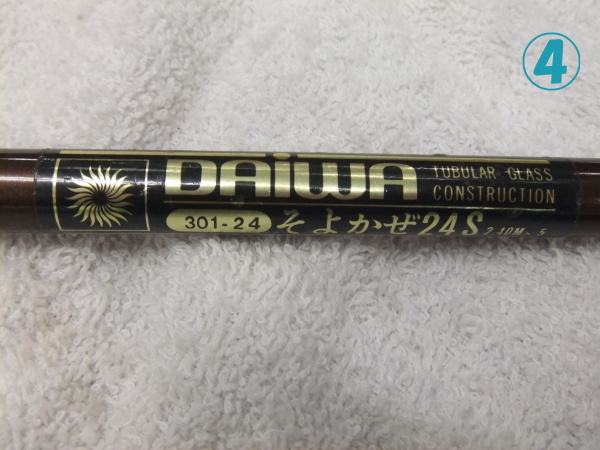 ④
DAIWA
TUBULAR GLASS
CONSTRUCTION
301-24 そよかぜ24S